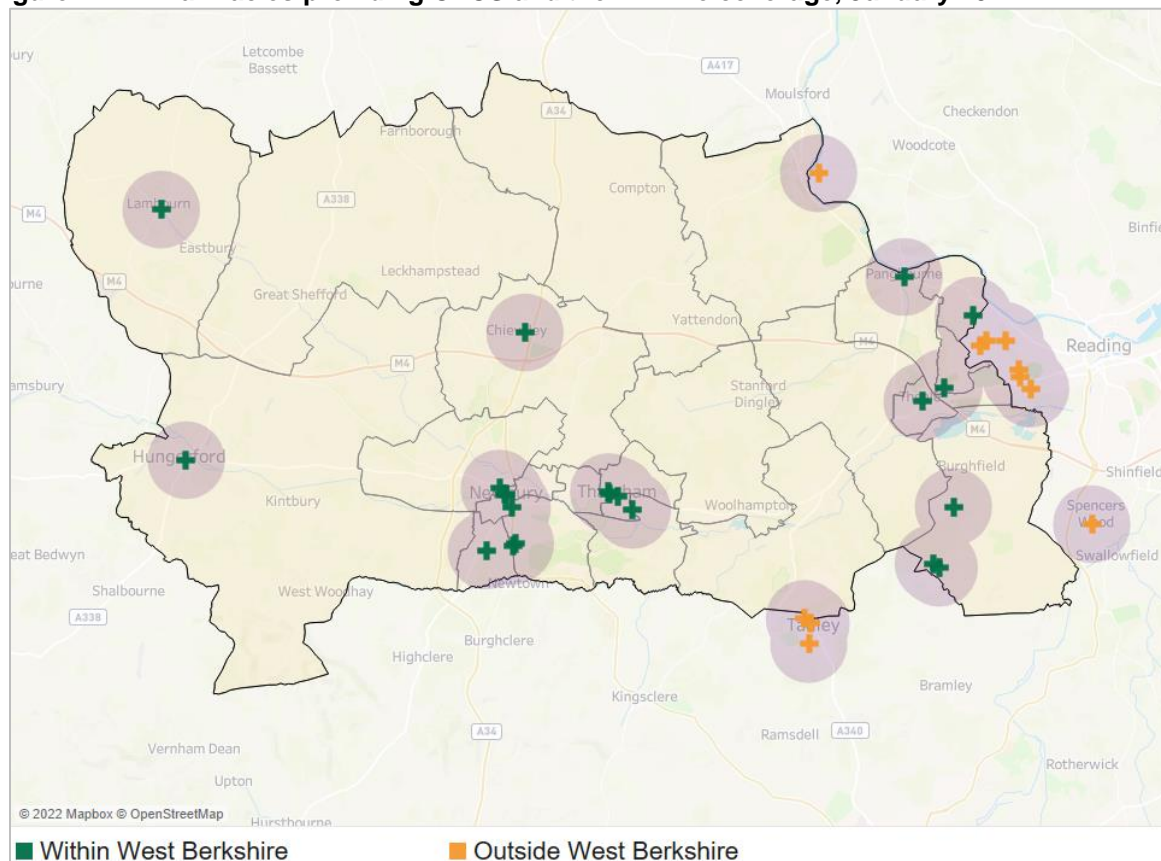 Letcombe
Bassett
A417
Moulsford
Checkendon
A34
Farnborough
Woodcote
Compton
A338
Lambourn
M4
Eastbury
Leckhampstead
Pangbourne
M4
Great Shefford
Chieveley
Yattendon
M4
Reading
M4
Stanford
Dingley
M4
Hungerford
Burghfield
Shinfield
Kintbury
Newbury
Thatcham
Woolhampton
Spencers
Wood
Swallowfield
Shalbourne
West Woodhay
Newtown
A338
Burghclere
Tadley
Highclere
Bramley
Kingsclere
A34
Ramsdell
A340
Vernham Dean
Rotherwick
Upton
© 2022 Mapbox © OpenStreetMap
Hurstbourne
Within West Berkshire
Outside West Berkshire